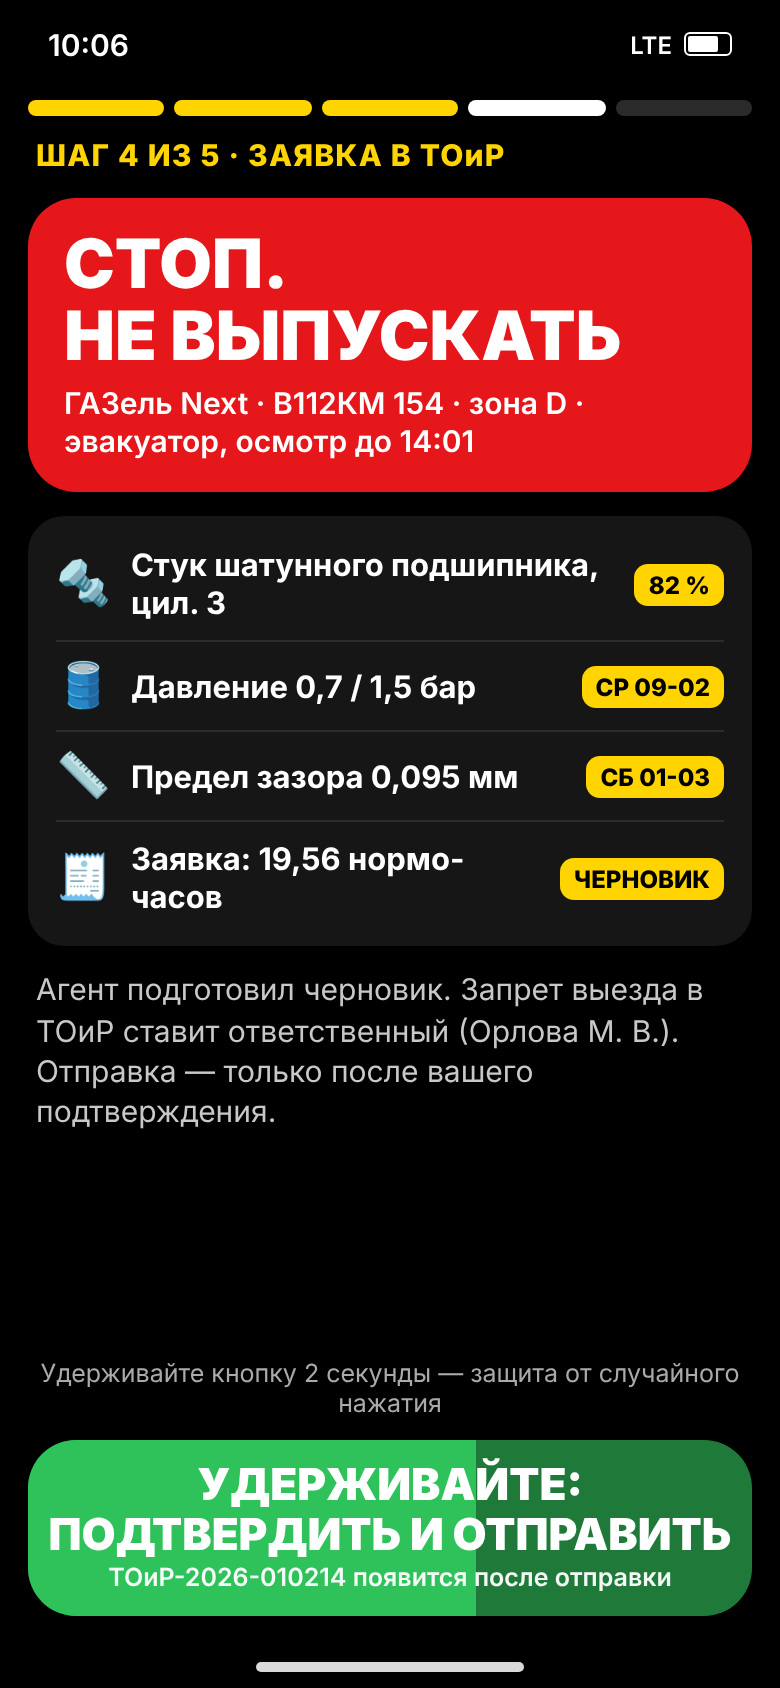 10:06
LTE
ШАГ 4 ИЗ 5 · ЗАЯВКА В ТОиР
СТОП.
НЕ ВЫПУСКАТЬ
ГАЗель Next · В112КМ 154 · зона D ·
эвакуатор, осмотр до 14:01
Стук шатунного подшипника,
цил. 3
82 %
Давление 0,7 / 1,5 бар
СР 09-02
Предел зазора 0,095 мм
СБ 01-03
Заявка: 19,56 нормо-
часов
ЧЕРНОВИК
Агент подготовил черновик. Запрет выезда в
ТОиР ставит ответственный (Орлова М. В.).
Отправка — только после вашего
подтверждения.
Удерживайте кнопку 2 секунды — защита от случайного
нажатия
УДЕРЖИВАЙТЕ:
ПОДТВЕРДИТЬ И ОТПРАВИТЬ
ТОиР-2026-010214 появится после отправки